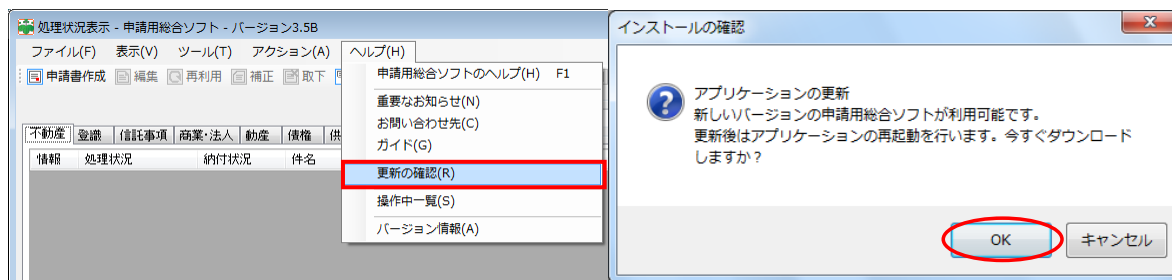 処理状況表示 - 申請用総合ソフト - バージョン3.5B
ファイル(F) 表示(V) ツール(T) アクション(A) ヘルプ(H)
申請書作成 編集 再利用 補正 取下
申請用総合ソフトのヘルプ(H) F1
重要なお知らせ(N)
お問い合わせ先(C)
ガイド(G)
更新の確認(R)
操作中一覧(S)
バージョン情報(A)
不動産 登識 信託事項 商業・法人 動産 債権 供
情報 処理状況 納付状況 件名
インストールの確認
アプリケーションの更新
新しいバージョンの申請用総合ソフトが利用可能です。
更新後はアプリケーションの再起動を行います。今すぐダウンロード
しますか？
OK キャンセル